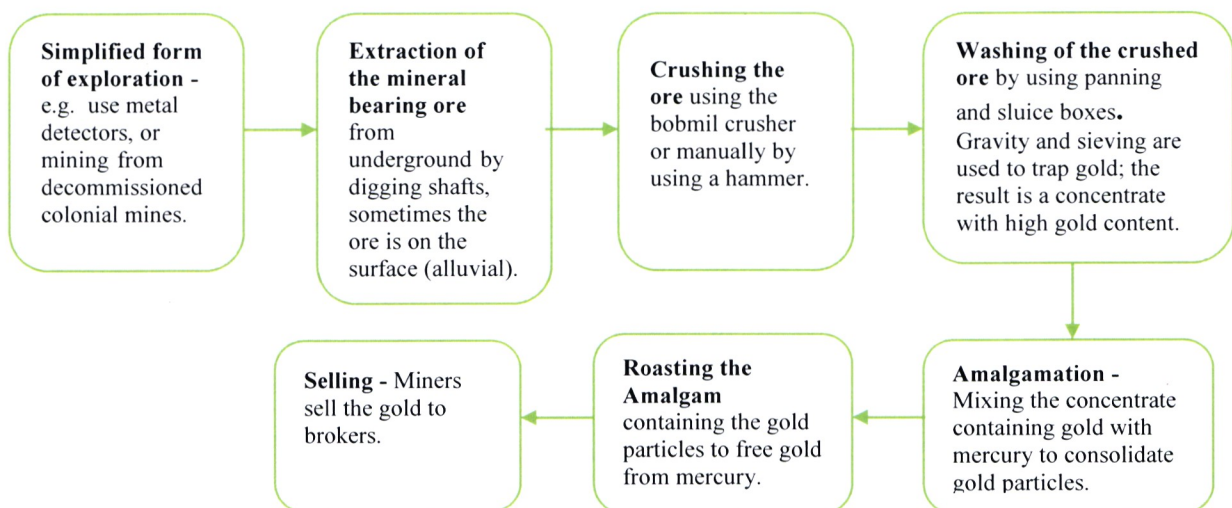 Simplified form
of exploration -
e.g. use metal
detectors, or
mining from
decommissioned
colonial mines.
Extraction of
the mineral
bearing ore
from
underground by
digging shafts,
sometimes the
ore is on the
surface (alluvial).
Crushing the
ore using the
bobmil crusher
or manually by
using a hammer.
Washing of the crushed
ore by using panning
and sluice boxes.
Gravity and sieving are
used to trap gold; the
result is a concentrate
with high gold content.
Amalgamation -
Mixing the concentrate
containing gold with
mercury to consolidate
gold particles.
Roasting the
Amalgam
containing the gold
particles to free gold
from mercury.
Selling - Miners
sell the gold to
brokers.